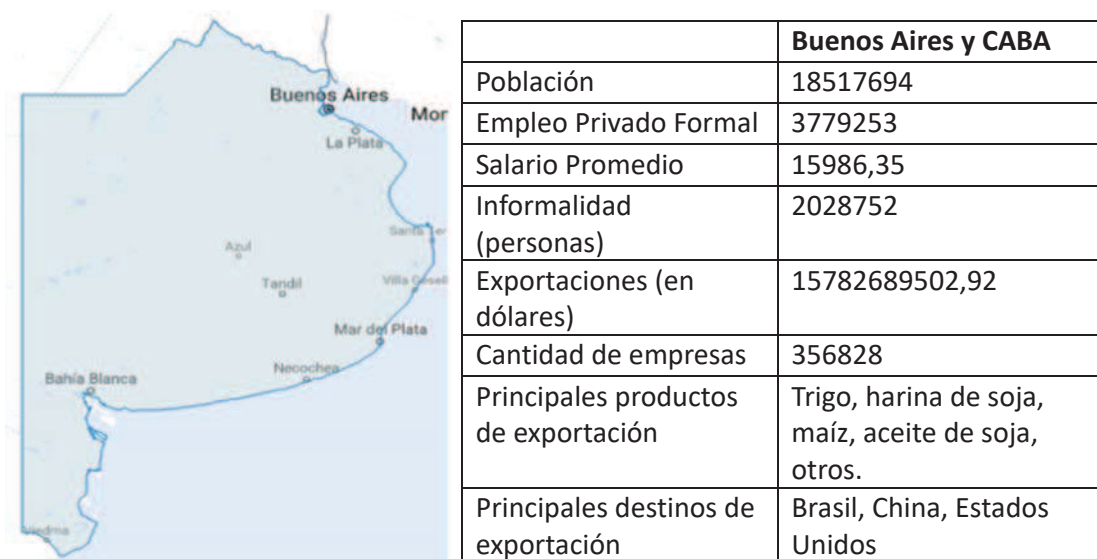 Buenos Aires
Mor
La Plata
Azul
Tandil
Mar del Plata
Necochea
Bahía Blanca
Viedma
Buenos Aires y CABA
Población 18517694
Empleo Privado Formal 3779253
Salario Promedio 15986,35
Informalidad 2028752
(personas)
Exportaciones (en 15782689502,92
dólares)
Cantidad de empresas 356828
Principales productos Trigo, harina de soja,
de exportación maíz, aceite de soja,
otros.
Principales destinos de Brasil, China, Estados
exportación Unidos